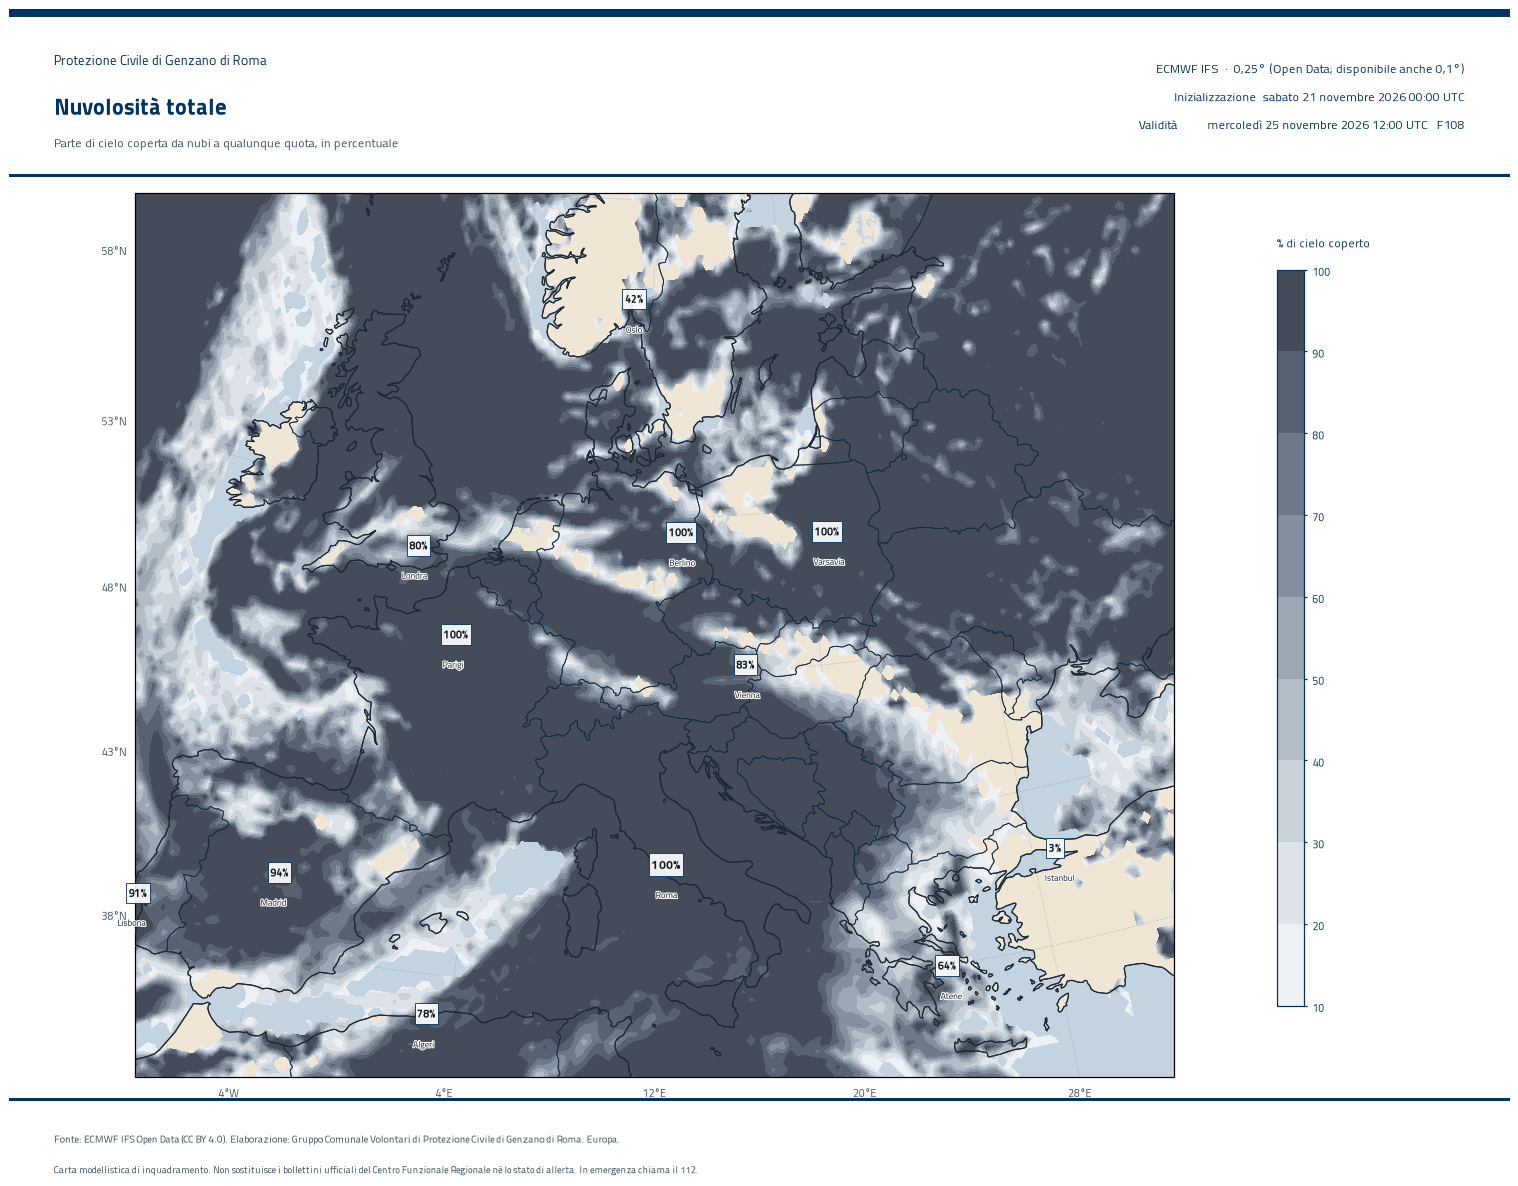 Protezione Civile di Genzano di Roma
Nuvolosità totale
Parte di cielo coperta da nubi a qualunque quota, in percentuale
ECMWF IFS · 0,25° (Open Data; disponibile anche 0,1°)
Inizializzazione sabato 21 novembre 2026 00:00 UTC
Validità mercoledì 25 novembre 2026 12:00 UTC F108
58°N
53°N
48°N
43°N
38°N
4°W
4°E
12°E
20°E
28°E
42%
Oslo
80%
Londra
100%
Berlino
100%
Varsavia
100%
Parigi
83%
Vienna
3%
Istanbul
100%
Roma
94%
Madrid
91%
Lisbona
64%
Atene
78%
Algeri
% di cielo coperto
100
90
80
70
60
50
40
30
20
10
Fonte: ECMWF IFS Open Data (CC BY 4.0). Elaborazione: Gruppo Comunale Volontari di Protezione Civile di Genzano di Roma. Europa.
Carta modellistica di inquadramento. Non sostituisce i bollettini ufficiali del Centro Funzionale Regionale né lo stato di allerta. In emergenza chiama il 112.